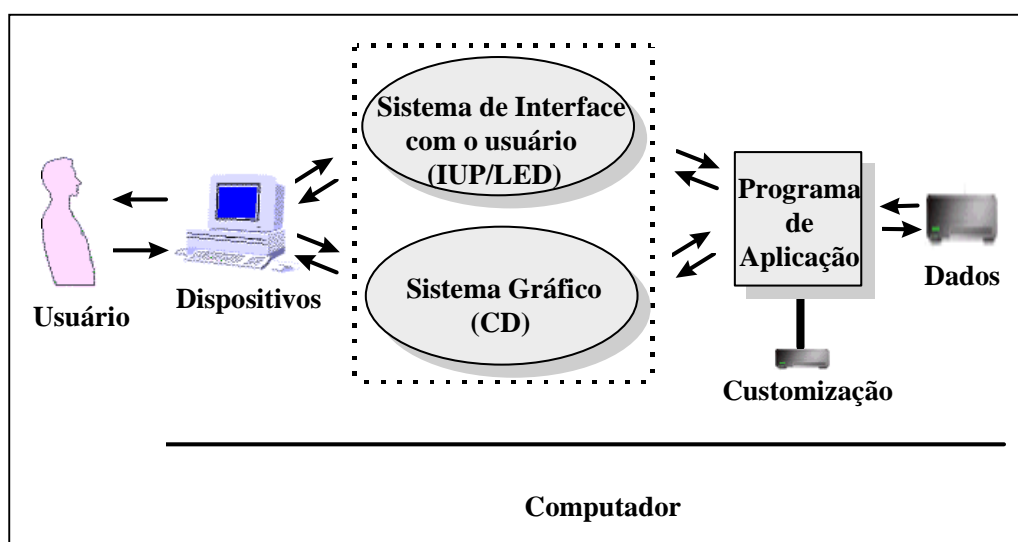 Sistema de Interface
com o usuário
(IUP/LED)
Programa
de
Aplicação
Dados
Usuário
Dispositivos
Sistema Gráfico
(CD)
Customização
Computador